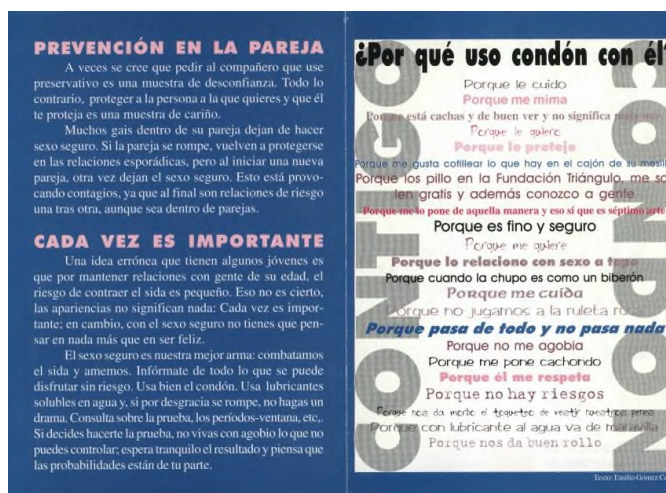 PREVENCIÓN EN LA PAREJA
A veces se cree que pedir al compañero que use
preservativo es una muestra de desconfianza. Todo lo
contrario, proteger a la persona a la que quieres y que él
te proteja es una muestra de cariño.
Muchos gais dentro de su pareja dejan de hacer
sexo seguro. Si la pareja se rompe, vuelven a protegerse
en las relaciones esporádicas, pero al iniciar una nueva
pareja, otra vez dejan el sexo seguro. Esto está provo-
cando contagios, ya que al final son relaciones de riesgo
una tras otra, aunque sea dentro de parejas.
CADA VEZ ES IMPORTANTE
Una idea errónea que tienen algunos jóvenes es
que por mantener relaciones con gente de su edad, el
riesgo de contraer el sida es pequeño. Eso no es cierto,
las apariencias no significan nada: Cada vez es impor-
tante; en cambio, con el sexo seguro no tienes que pen-
sar en nada más que en ser feliz.
El sexo seguro es nuestra mejor arma: combatamos
el sida y amemos. Infórmate de todo lo que se puede
disfrutar sin riesgo. Usa bien el condón. Usa lubricantes
solubles en agua y, si por desgracia se rompe, no hagas un
drama. Consulta sobre la prueba, los períodos-ventana, etc,.
Si decides hacerte la prueba, no vivas con agobio lo que no
puedes controlar; espera tranquilo el resultado y piensa que
las probabilidades están de tu parte.
¿Por qué uso condón con él?
CONTIGO
CONDON
Porque le cuido
Porque me mima
Porque está cachas y de buen ver y no significa
Porque le quiero
Porque le protejo
Porque me gusta cotillear lo que hay en el cajón de su
Porque los pillo en la Fundación Triángulo, me
gratis y además conozco a gente
Porque me lo pone de aquella manera y eso sí que es séptimo arte
Porque es fino y seguro
Porque me quiere
Porque lo relaciono con sexo a tope
Porque cuando la chupo es como un biberón
Porque me cuida
Porque no jugamos a la ruleta
Porque pasa de todo y no pasa nada
Porque no me agobia
Porque me pone cachondo
Porque él me respeta
Porque no hay riesgos
Porque nos da morbo el toquetec de vestir nuestros penes
Porque con lubricante al agua va de maravilla
Porque nos da buen rollo
Texto: Emilio Gómez